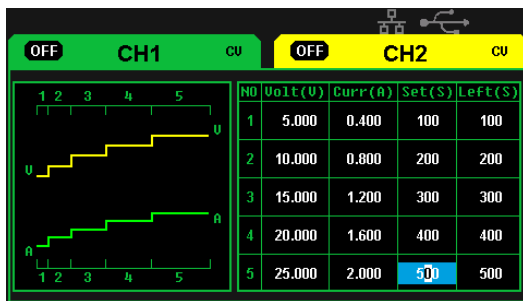 OFF CH1 CV OFF CH2 CV
1 2 3 4 5
V
V
A
A
1 2 3 4 5
NO Volt(V) Curr(A) Set(S) Left(S)
1 5.000 0.400 100 100
2 10.000 0.800 200 200
3 15.000 1.200 300 300
4 20.000 1.600 400 400
5 25.000 2.000 500 500